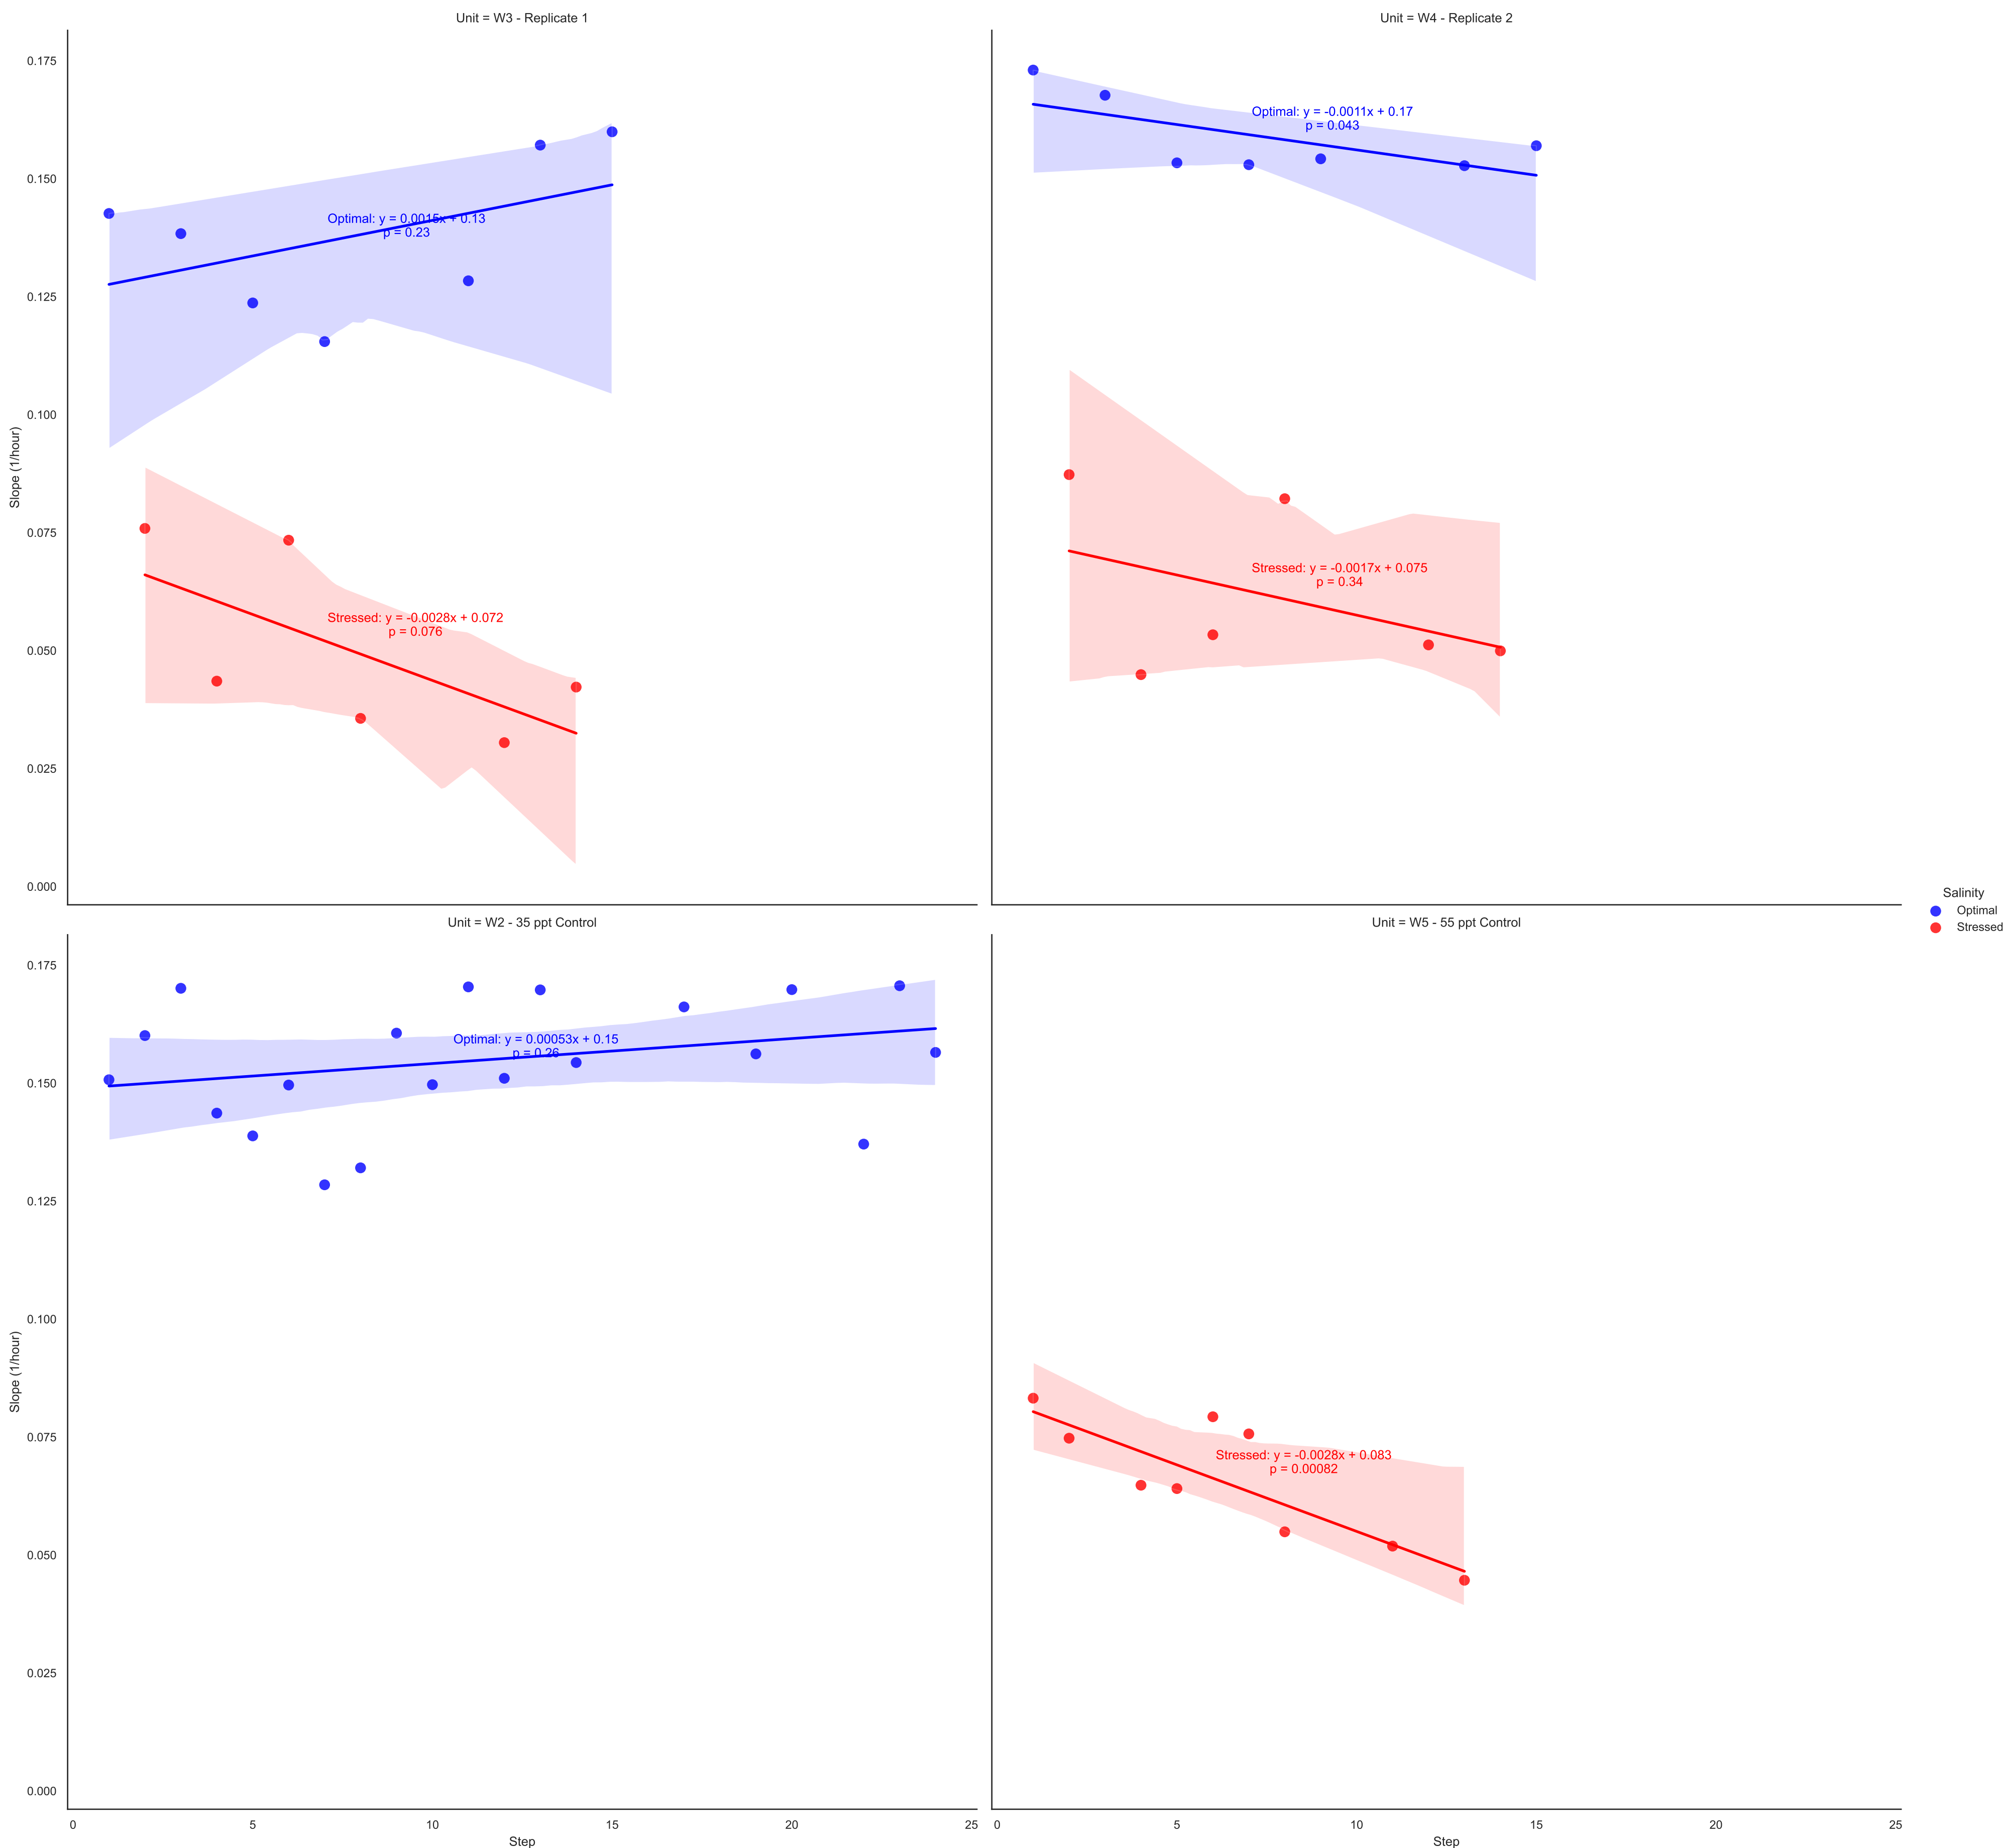 Unit = W3 - Replicate 1
Unit = W4 - Replicate 2
0.175
0.150
0.125
0.100
0.075
0.050
0.025
0.000
Slope (1/hour)
Optimal: y = 0.0015x + 0.13
p = 0.23
Stressed: y = -0.0028x + 0.072
p = 0.076
Optimal: y = -0.0011x + 0.17
p = 0.043
Stressed: y = -0.0017x + 0.075
p = 0.34
Salinity
Optimal
Stressed
Unit = W2 - 35 ppt Control
Unit = W5 - 55 ppt Control
0.175
0.150
0.125
0.100
0.075
0.050
0.025
0.000
Slope (1/hour)
Optimal: y = 0.00053x + 0.15
p = 0.26
Stressed: y = -0.0028x + 0.083
p = 0.00082
0 5 10 15 20 25
Step
0 5 10 15 20 25
Step